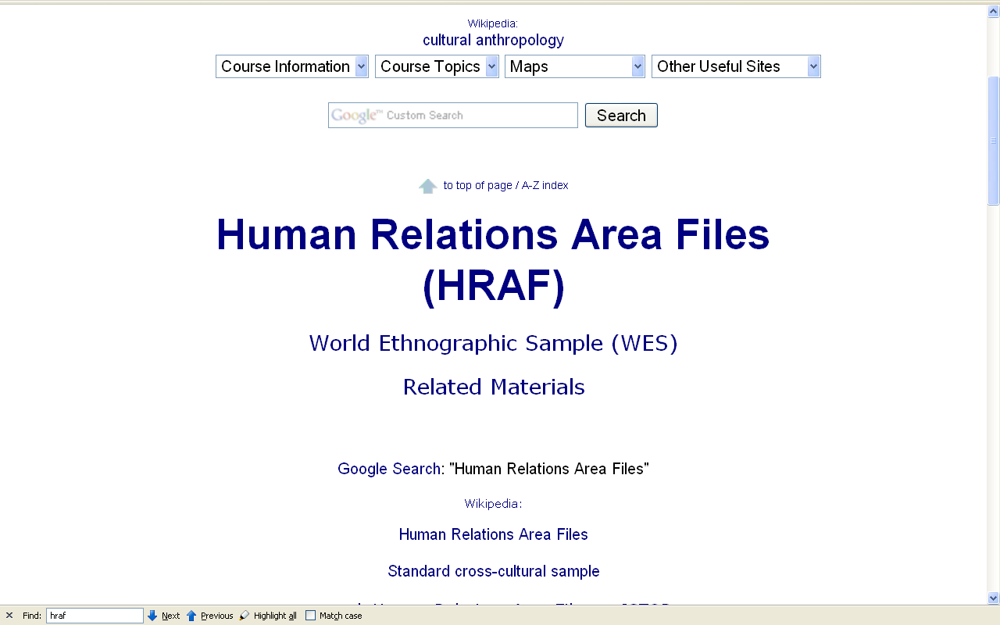 Wikipedia:
cultural anthropology
Course Information Course Topics Maps Other Useful Sites
Google™ Custom Search Search
to top of page / A-Z index
Human Relations Area Files
(HRAF)
World Ethnographic Sample (WES)
Related Materials
Google Search: "Human Relations Area Files"
Wikipedia:
Human Relations Area Files
Standard cross-cultural sample
Find: hraf Next Previous Highlight all Match case